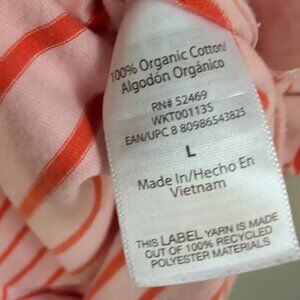 100% Organic Cotton/
Algodón Orgánico
RN# 52469
WKT00113S
EAN/UPC 8 80986543825
L
Made In/Hecho En
Vietnam
THIS LABEL YARN IS MADE
OUT OF 100% RECYCLED
POLYESTER MATERIALS